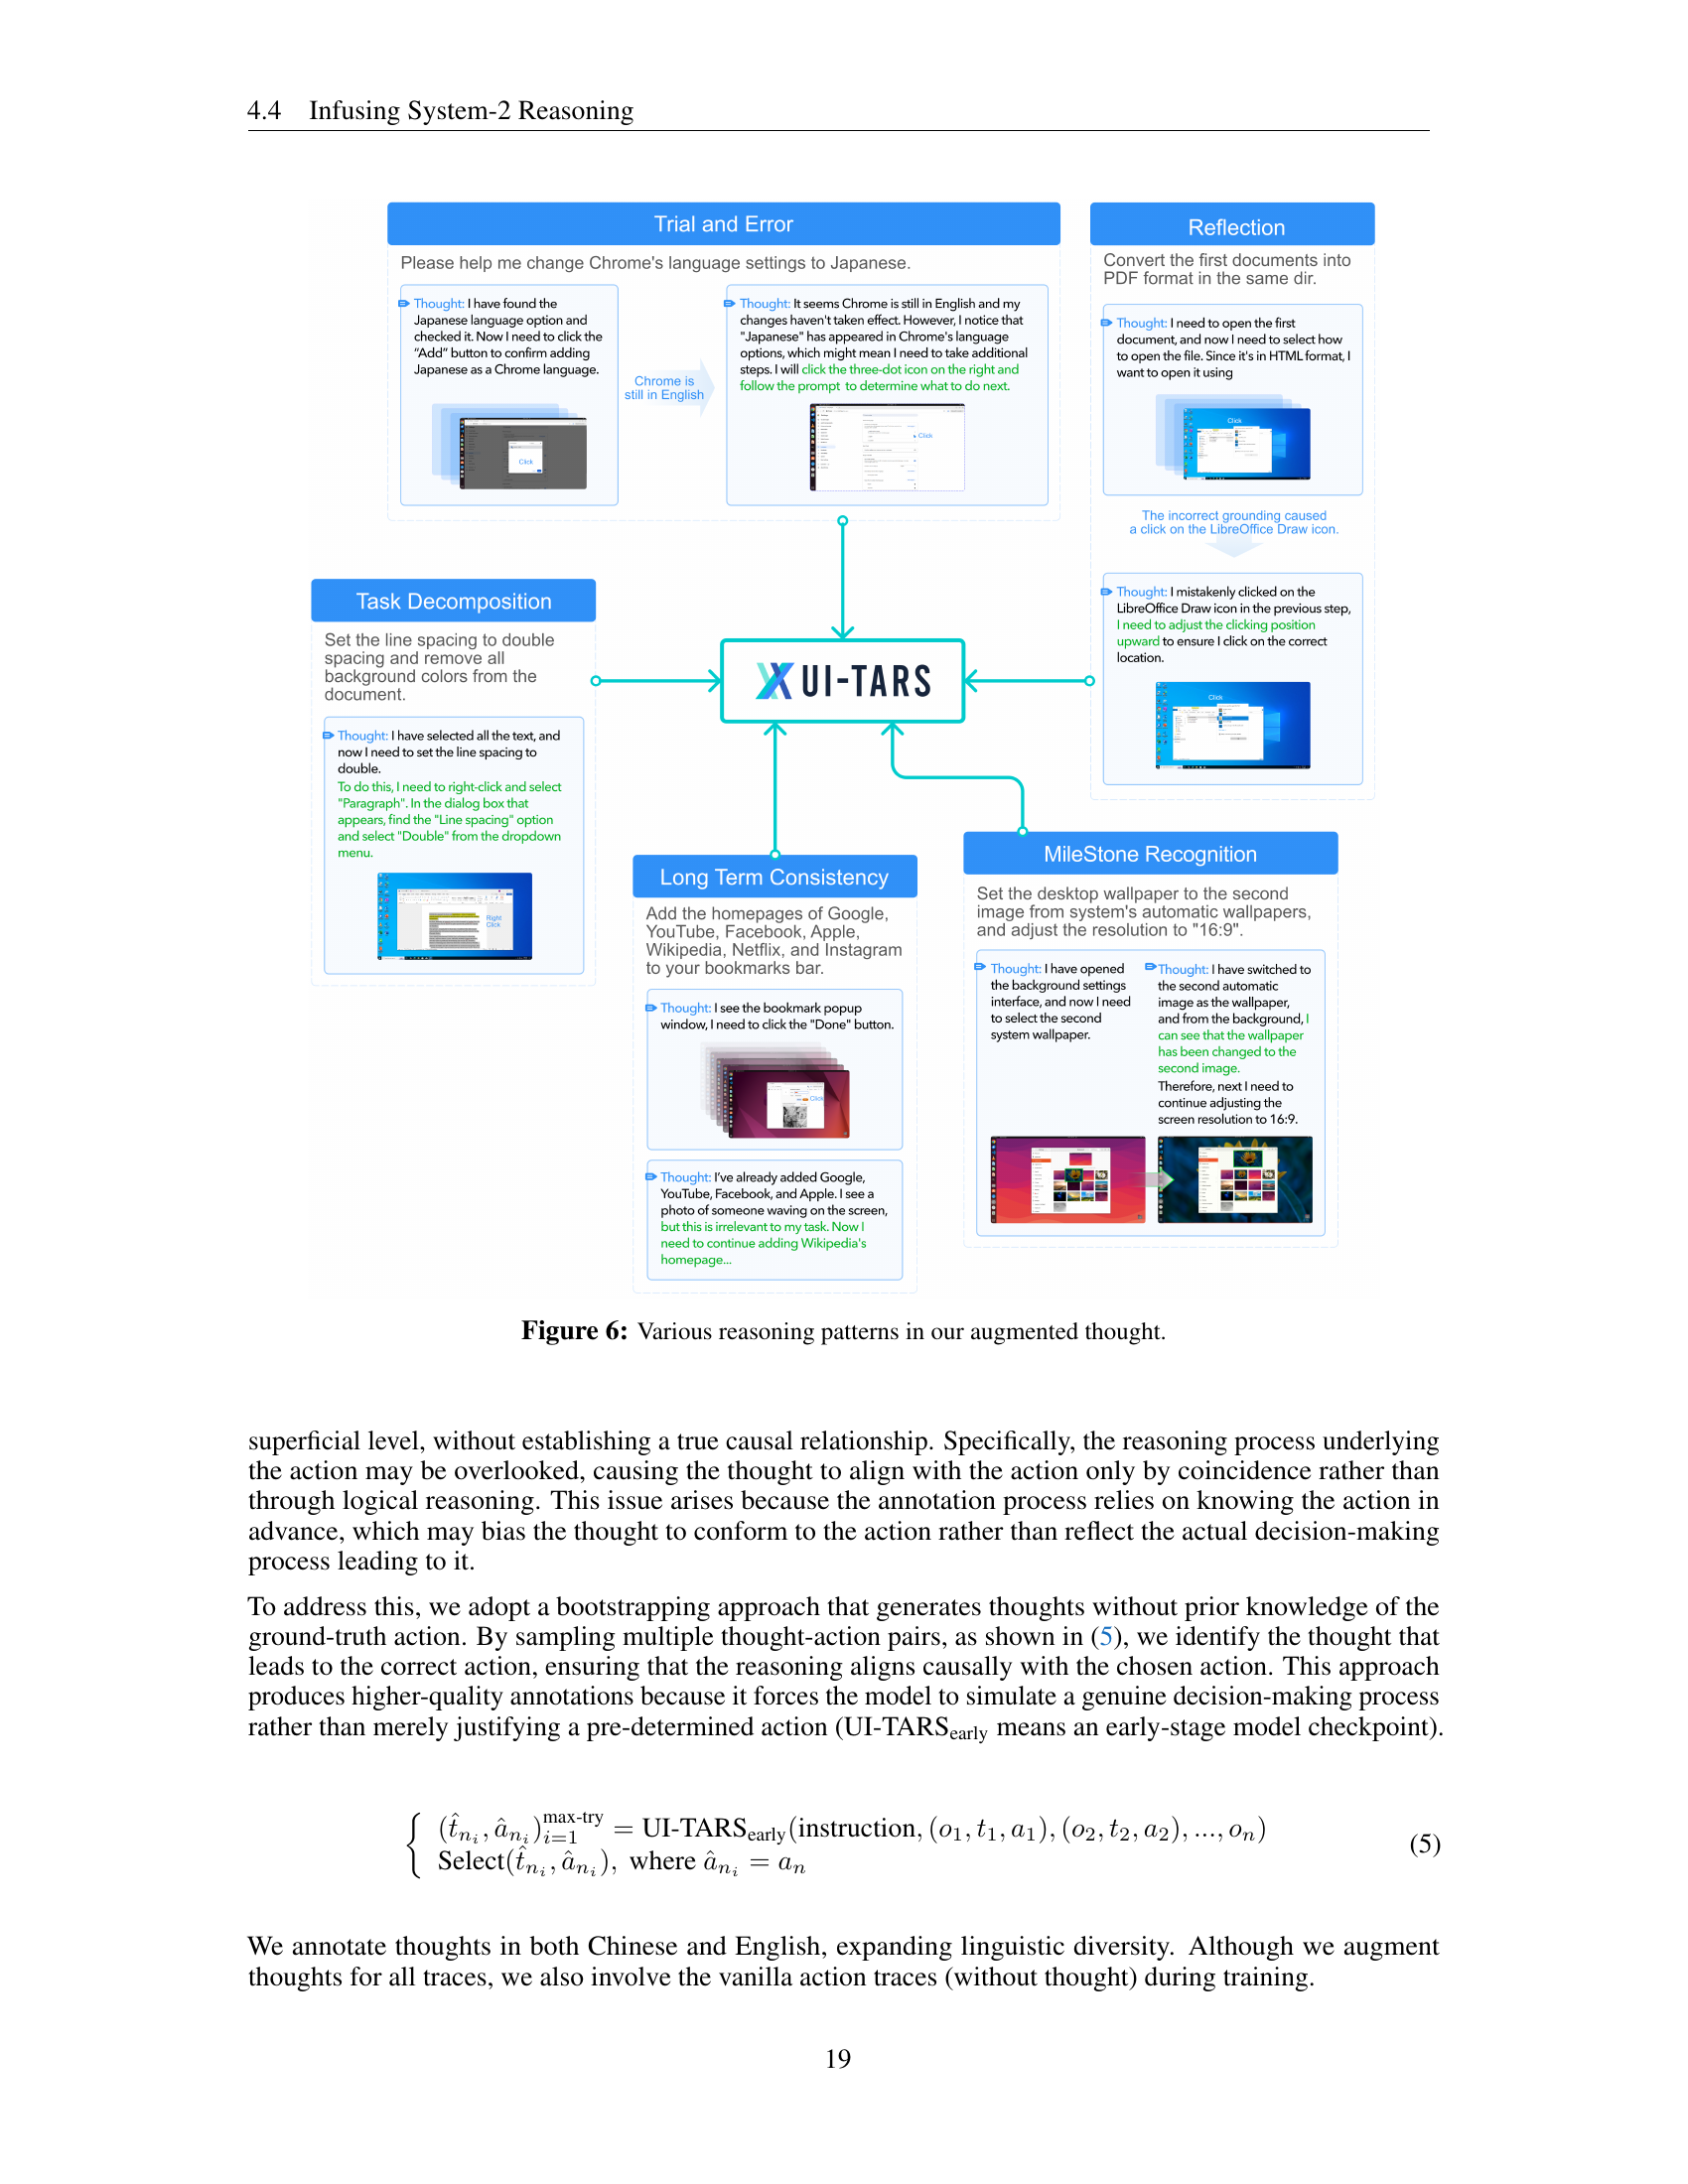 4.4 Infusing System-2 Reasoning
Trial and Error
Please help me change Chrome's language settings to Japanese.
Thought: I have found the
Japanese language option and
checked it. Now I need to click the
“Add” button to confirm adding
Japanese as a Chrome language.
Click
Chrome is
still in English
Thought: It seems Chrome is still in English and my
changes haven't taken effect. However, I notice that
"Japanese" has appeared in Chrome's language
options, which might mean I need to take additional
steps. I will click the three-dot icon on the right and
follow the prompt to determine what to do next.
Click
Reflection
Convert the first documents into
PDF format in the same dir.
Thought: I need to open the first
document, and now I need to select how
to open the file. Since it's in HTML format, I
want to open it using
Click
The incorrect grounding caused
a click on the LibreOffice Draw icon.
Thought: I mistakenly clicked on the
LibreOffice Draw icon in the previous step,
I need to adjust the clicking position
upward to ensure I click on the correct
location.
Click
Task Decomposition
Set the line spacing to double
spacing and remove all
background colors from the
document.
Thought: I have selected all the text, and
now I need to set the line spacing to
double.
To do this, I need to right-click and select
"Paragraph". In the dialog box that
appears, find the "Line spacing" option
and select "Double" from the dropdown
menu.
Right
Click
UI-TARS
Long Term Consistency
Add the homepages of Google,
YouTube, Facebook, Apple,
Wikipedia, Netflix, and Instagram
to your bookmarks bar.
Thought: I see the bookmark popup
window, I need to click the "Done" button.
Click
Thought: I've already added Google,
YouTube, Facebook, and Apple. I see a
photo of someone waving on the screen,
but this is irrelevant to my task. Now I
need to continue adding Wikipedia's
homepage...
MileStone Recognition
Set the desktop wallpaper to the second
image from system's automatic wallpapers,
and adjust the resolution to "16:9".
Thought: I have opened
the background settings
interface, and now I need
to select the second
system wallpaper.
Thought: I have switched to
the second automatic
image as the wallpaper,
and from the background, I
can see that the wallpaper
has been changed to the
second image.
Therefore, next I need to
continue adjusting the
screen resolution to 16:9.
Figure 6: Various reasoning patterns in our augmented thought.
superficial level, without establishing a true causal relationship. Specifically, the reasoning process underlying
the action may be overlooked, causing the thought to align with the action only by coincidence rather than
through logical reasoning. This issue arises because the annotation process relies on knowing the action in
advance, which may bias the thought to conform to the action rather than reflect the actual decision-making
process leading to it.
To address this, we adopt a bootstrapping approach that generates thoughts without prior knowledge of the
ground-truth action. By sampling multiple thought-action pairs, as shown in (5), we identify the thought that
leads to the correct action, ensuring that the reasoning aligns causally with the chosen action. This approach
produces higher-quality annotations because it forces the model to simulate a genuine decision-making process
rather than merely justifying a pre-determined action (UI-TARS_early means an early-stage model checkpoint).
{ (t̂_{n_i}, â_{n_i})_{i=1}^{max-try} = UI-TARS_early(instruction, (o_1, t_1, a_1), (o_2, t_2, a_2), ..., o_n)
Select(t̂_{n_i}, â_{n_i}), where â_{n_i} = a_n (5)
We annotate thoughts in both Chinese and English, expanding linguistic diversity. Although we augment
thoughts for all traces, we also involve the vanilla action traces (without thought) during training.
19